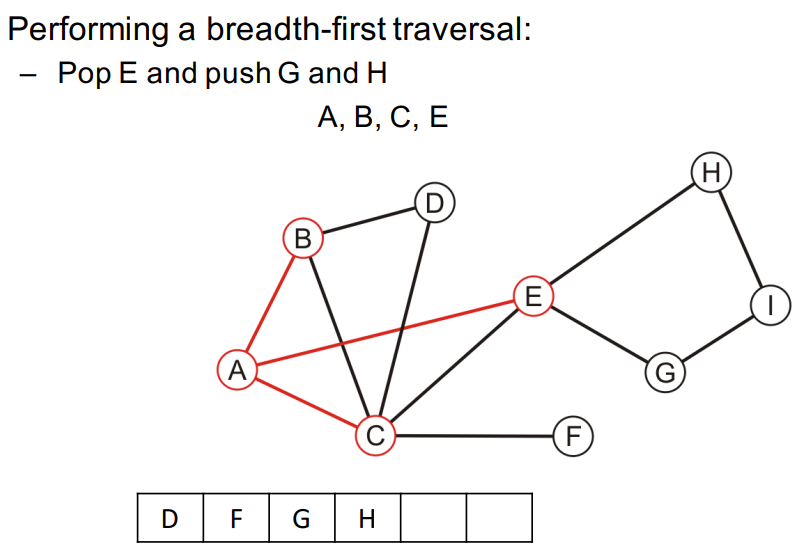 Performing a breadth-first traversal:
– Pop E and push G and H
A, B, C, E
H
D
B
E
I
A
G
C
F
D F G H